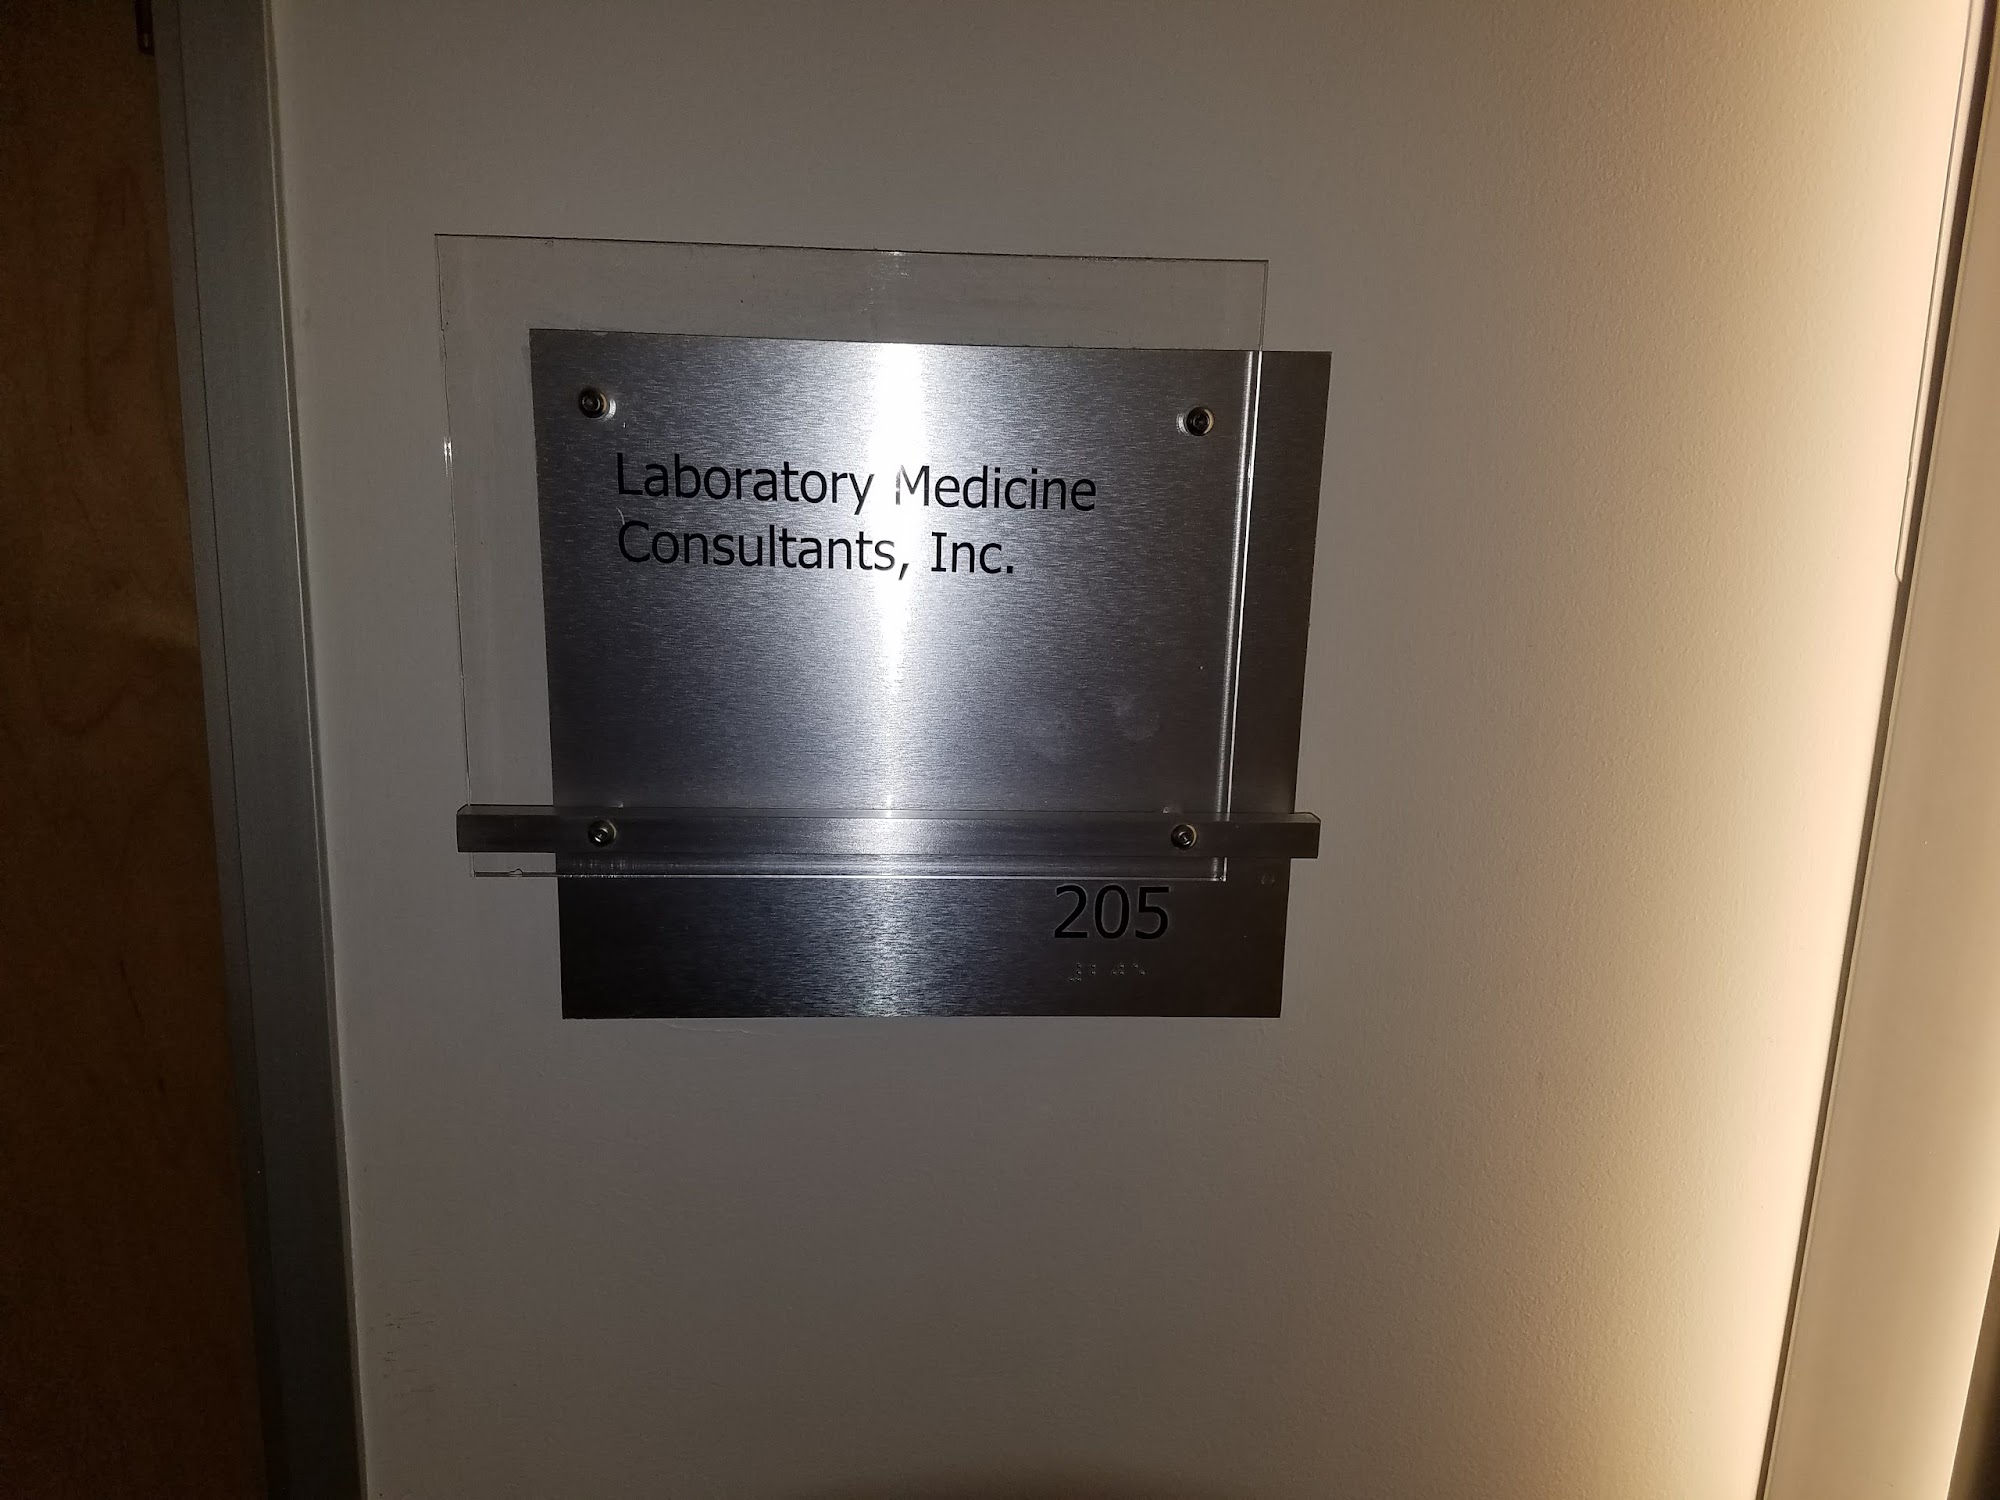 Laboratory Medicine
Consultants, Inc.
205